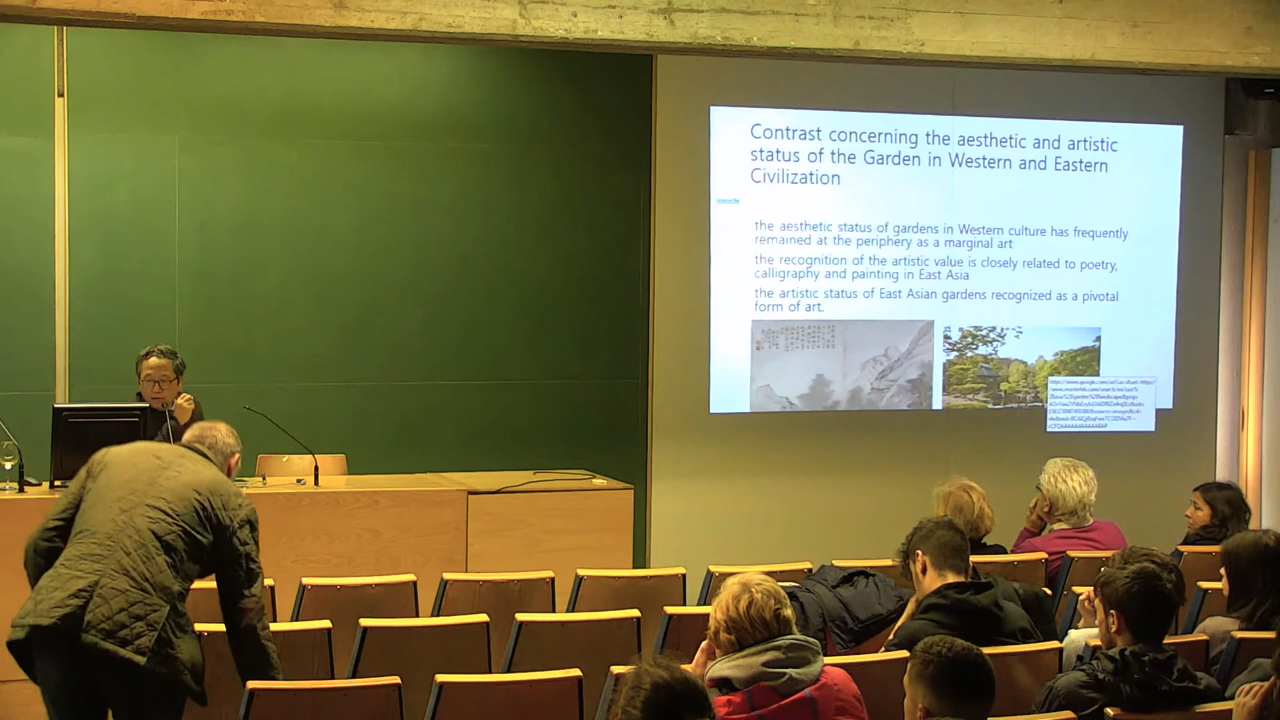 Contrast concerning the aesthetic and artistic
status of the Garden in Western and Eastern
Civilization
the aesthetic status of gardens in Western culture has frequently
remained at the periphery as a marginal art
the recognition of the artistic value is closely related to poetry,
calligraphy and painting in East Asia
the artistic status of East Asian gardens recognized as a pivotal
form of art.